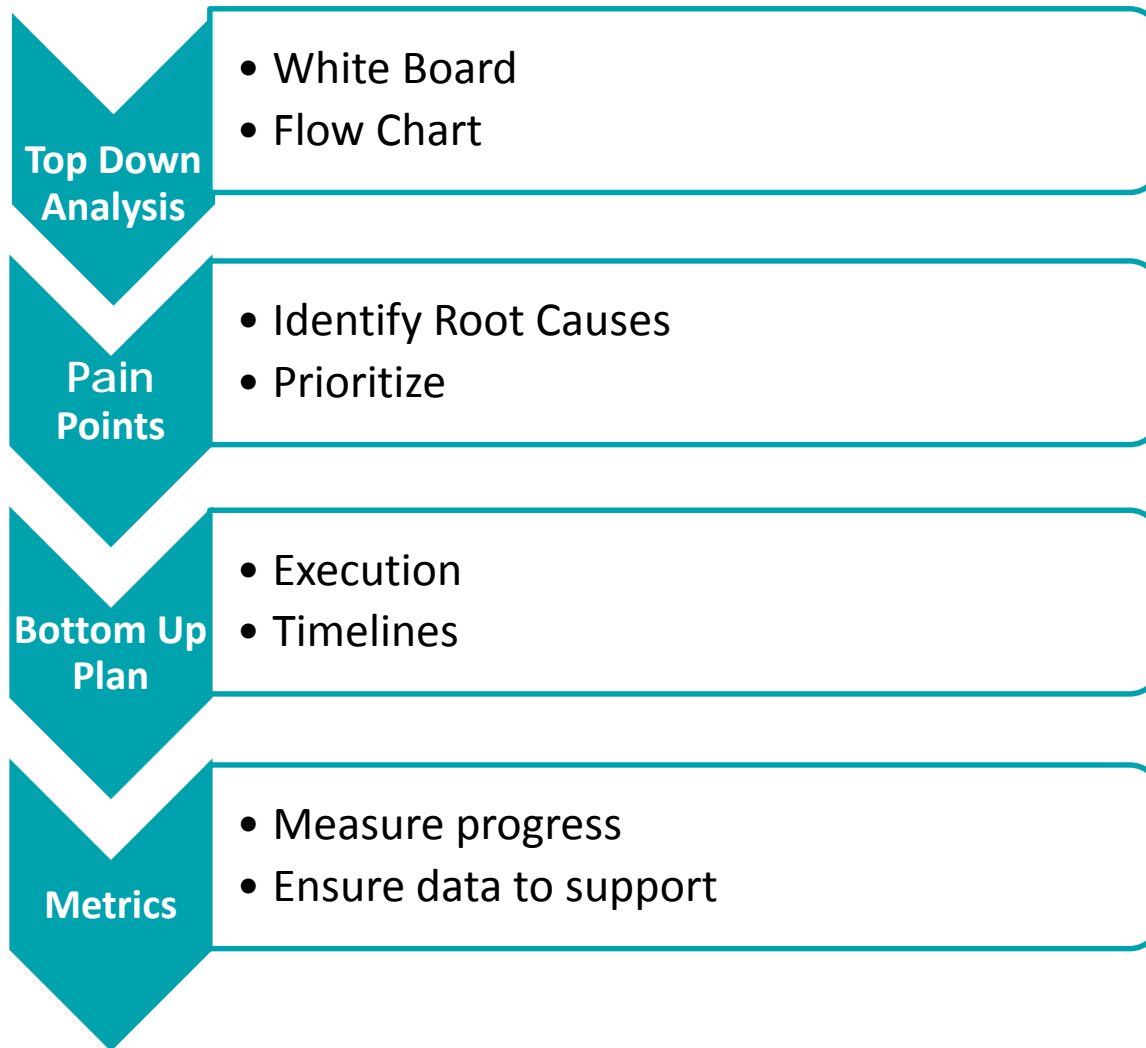 Top Down
Analysis
• White Board
• Flow Chart
Pain
Points
• Identify Root Causes
• Prioritize
Bottom Up
Plan
• Execution
• Timelines
Metrics
• Measure progress
• Ensure data to support